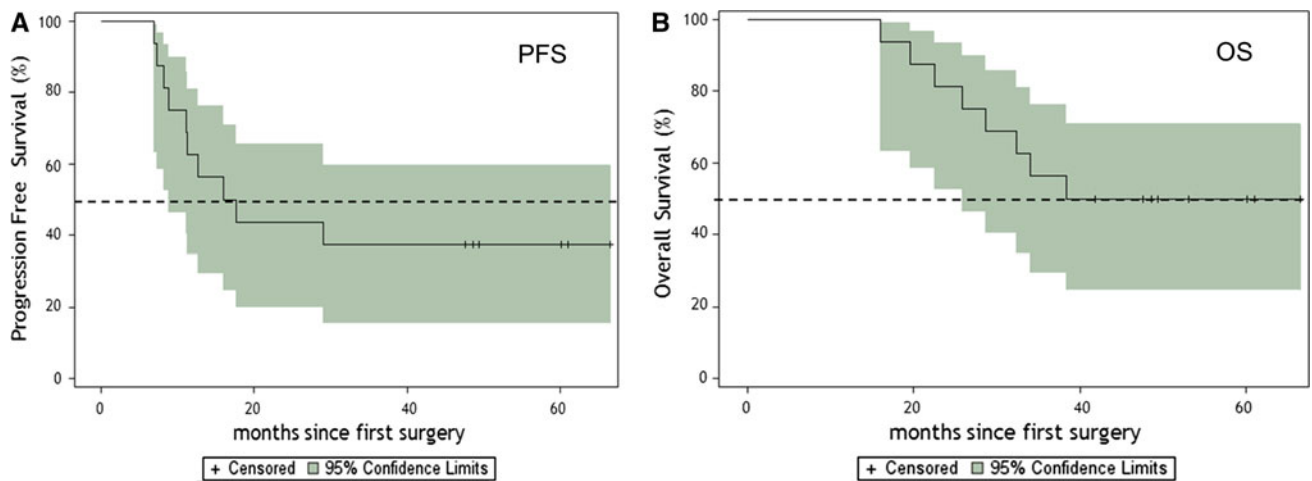 A
PFS
Progression Free Survival (%)
100
80
60
40
20
0
0 20 40 60
months since first surgery
+ Censored 95% Confidence Limits
B
OS
Overall Survival (%)
100
80
60
40
20
0
0 20 40 60
months since first surgery
+ Censored 95% Confidence Limits